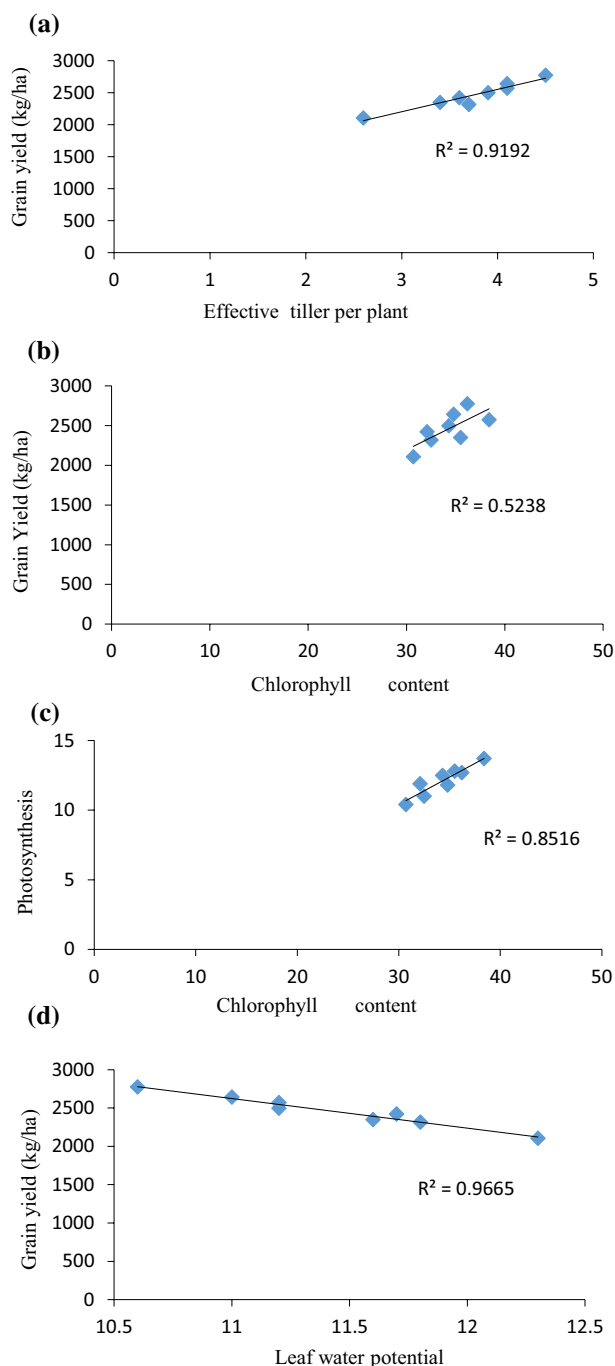 (a)
Grain yield (kg/ha)
3000
2500
2000
1500
1000
500
0
R² = 0.9192
0 1 2 3 4 5
Effective tiller per plant
(b)
Grain Yield (kg/ha)
3000
2500
2000
1500
1000
500
0
R² = 0.5238
0 10 20 30 40 50
Chlorophyll content
(c)
Photosynthesis
15
10
5
0
R² = 0.8516
0 10 20 30 40 50
Chlorophyll content
(d)
Grain yield (kg/ha)
3000
2500
2000
1500
1000
500
0
R² = 0.9665
10.5 11 11.5 12 12.5
Leaf water potential